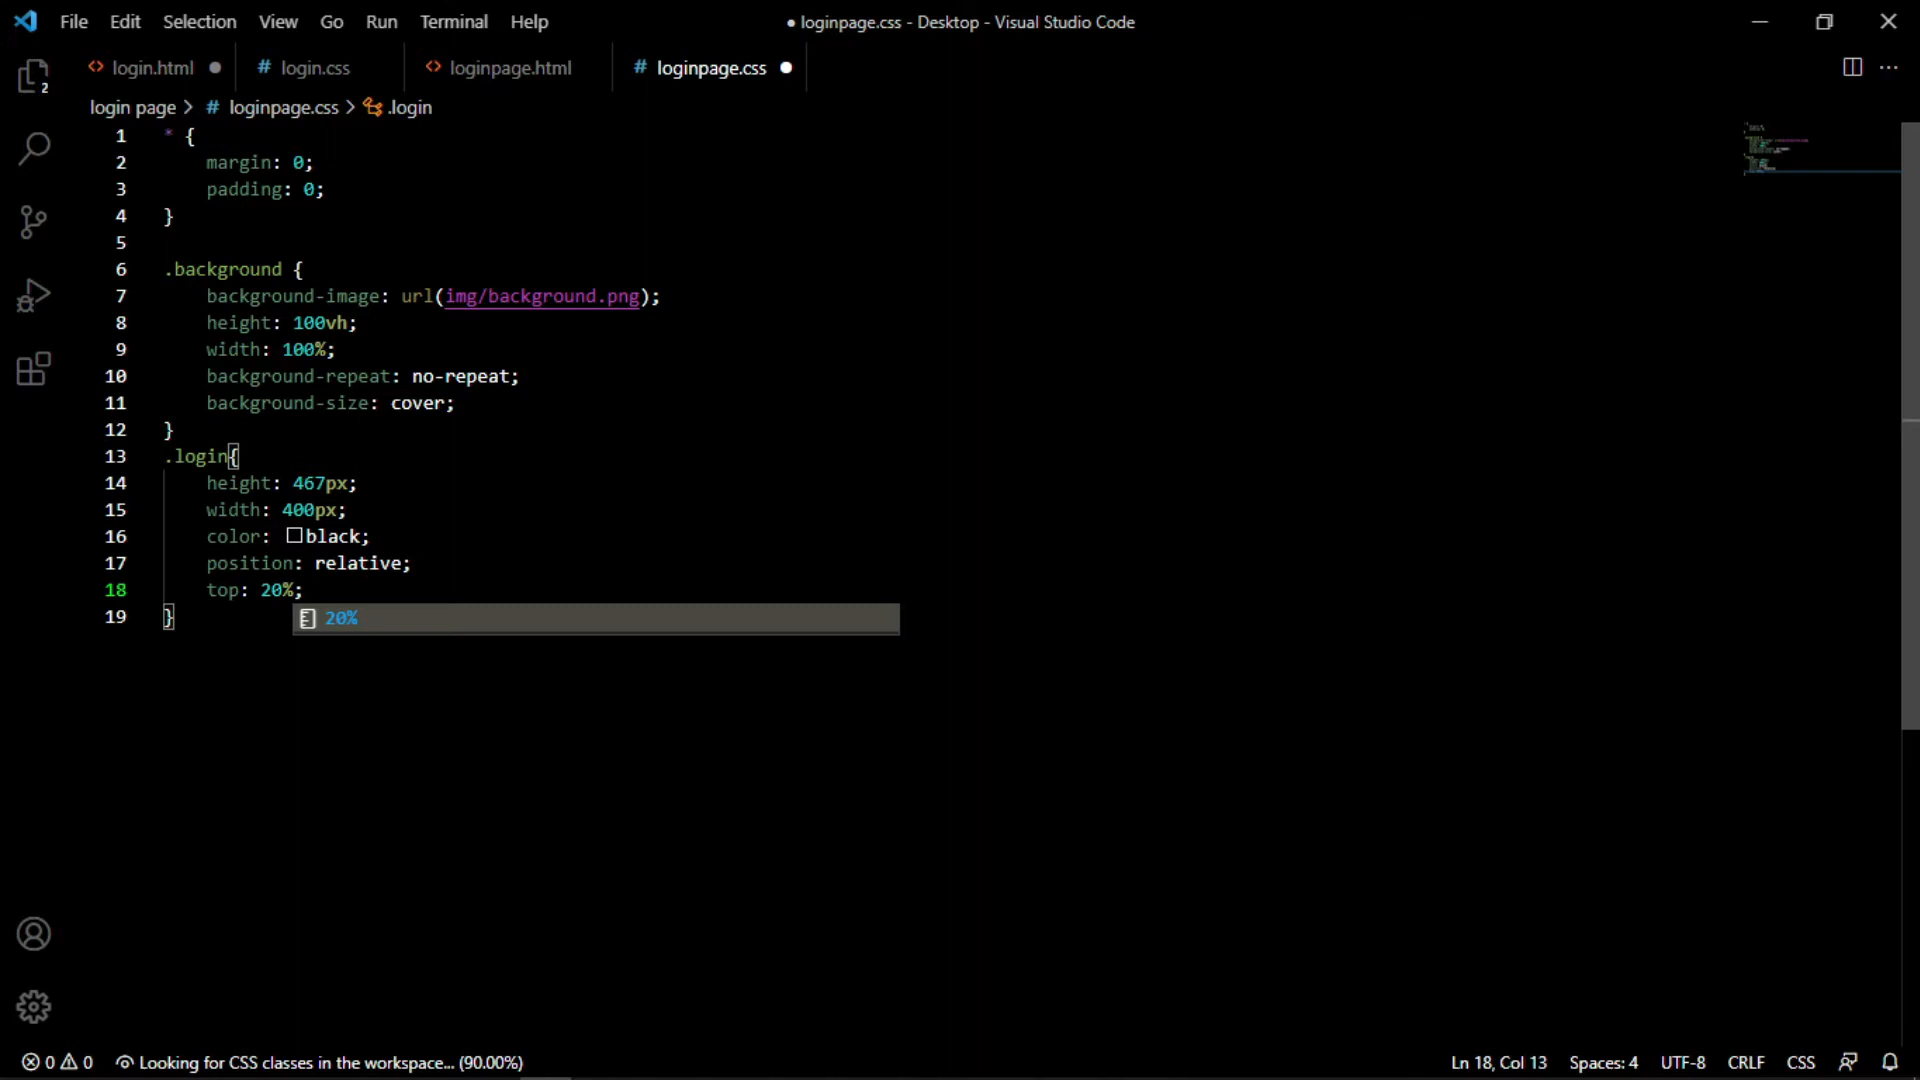 File Edit Selection View Go Run Terminal Help
● loginpage.css - Desktop - Visual Studio Code
<> login.html ● # login.css <> loginpage.html # loginpage.css ●
2
login page > # loginpage.css > .login
1 * {
2 margin: 0;
3 padding: 0;
4 }
5
6 .background {
7 background-image: url(img/background.png);
8 height: 100vh;
9 width: 100%;
10 background-repeat: no-repeat;
11 background-size: cover;
12 }
13 .login{
14 height: 467px;
15 width: 400px;
16 color: black;
17 position: relative;
18 top: 20%;
19 }
20%
0 0 Looking for CSS classes in the workspace... (90.00%)
Ln 18, Col 13 Spaces: 4 UTF-8 CRLF CSS